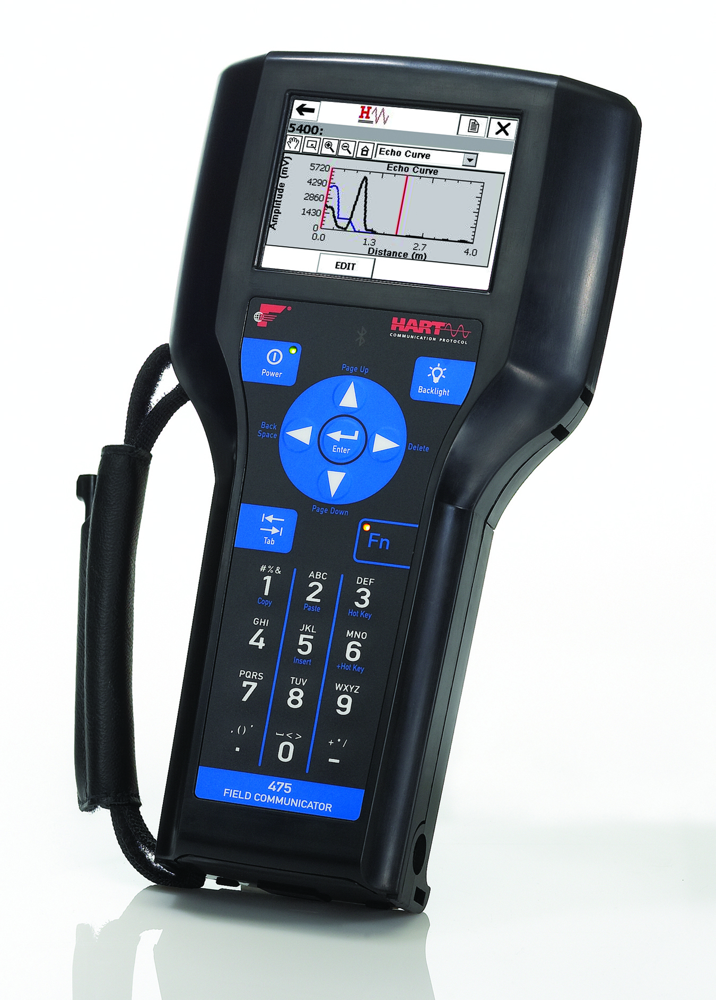 H
5400:
Echo Curve
Echo Curve
Amplitude (mV)
5720
4290
2860
1430
0
0.0 1.3 2.7 4.0
Distance (m)
EDIT
F ®
HART
COMMUNICATION PROTOCOL
Power
Backlight
Page Up
Back
Space
Enter
Delete
Page Down
Tab
Fn
#%& ABC DEF
1 2 3
Copy Paste Hot Key
GHI JKL MNO
4 5 6
Insert +Hot Key
PQRS TUV WXYZ
7 8 9
,()' ⎵<> +*/
. 0 -
475
FIELD COMMUNICATOR